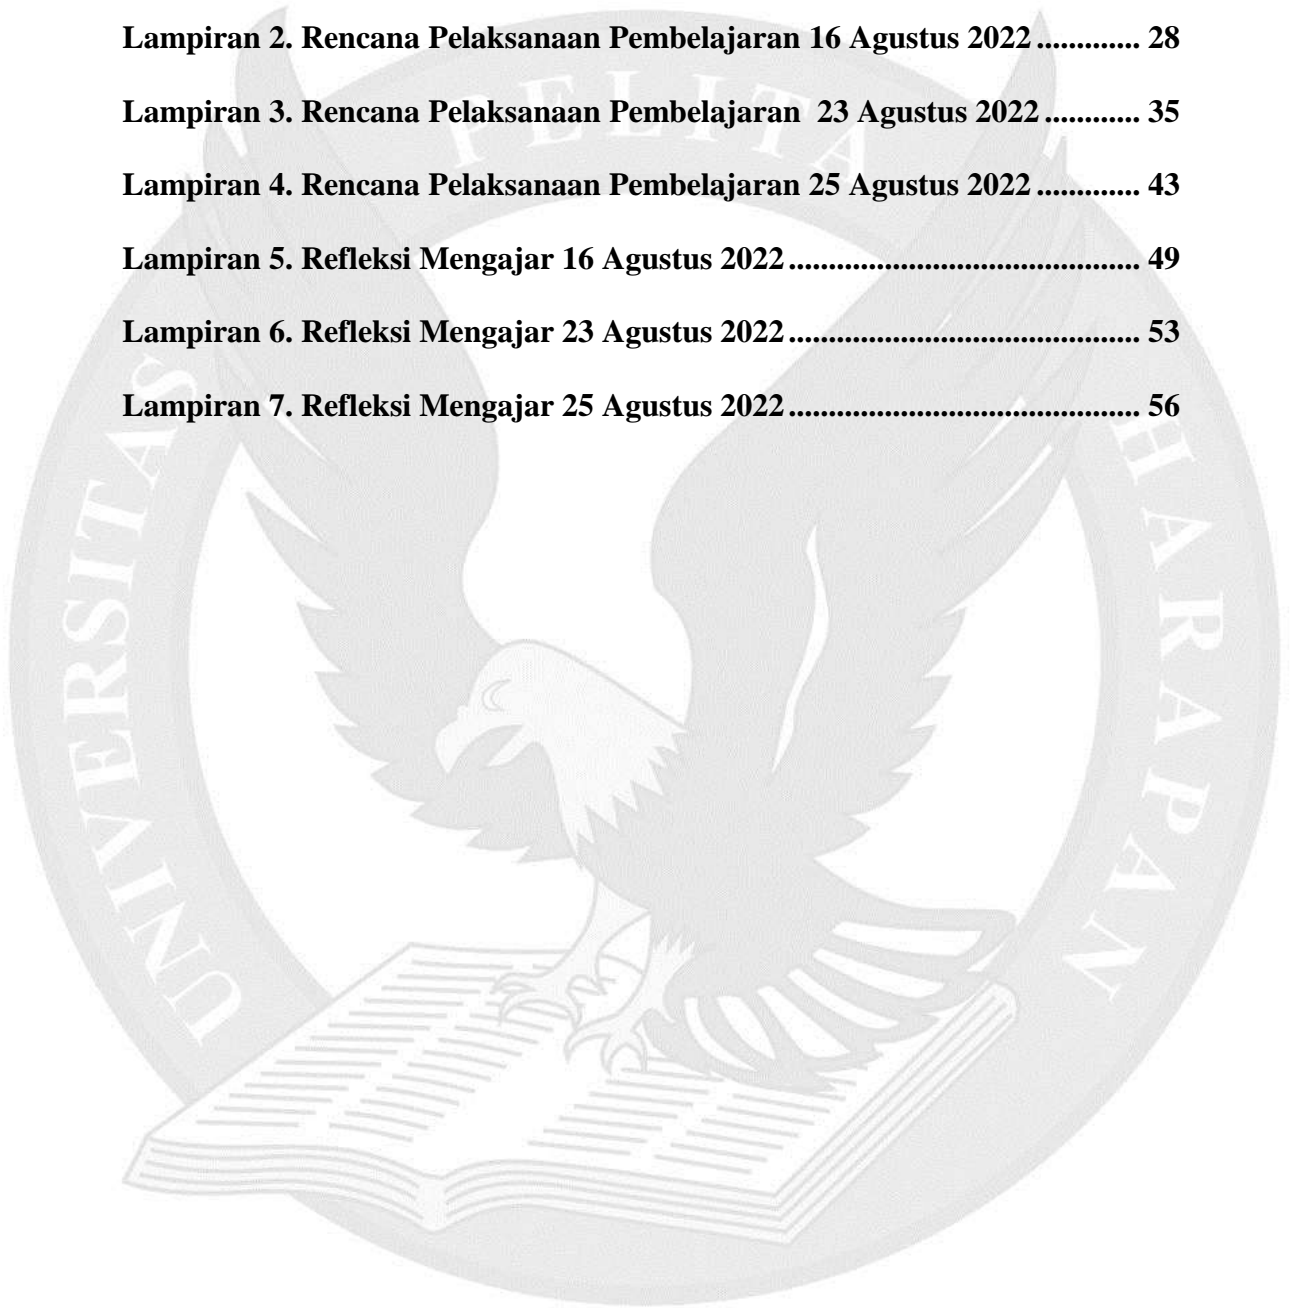 Lampiran 2. Rencana Pelaksanaan Pembelajaran 16 Agustus 2022 ............. 28
Lampiran 3. Rencana Pelaksanaan Pembelajaran  23 Agustus 2022 ............ 35
Lampiran 4. Rencana Pelaksanaan Pembelajaran 25 Agustus 2022 ............. 43
Lampiran 5. Refleksi Mengajar 16 Agustus 2022 ............................................ 49
Lampiran 6. Refleksi Mengajar 23 Agustus 2022 ............................................ 53
Lampiran 7. Refleksi Mengajar 25 Agustus 2022 ............................................ 56
UNIVERSITAS PELITA HARAPAN